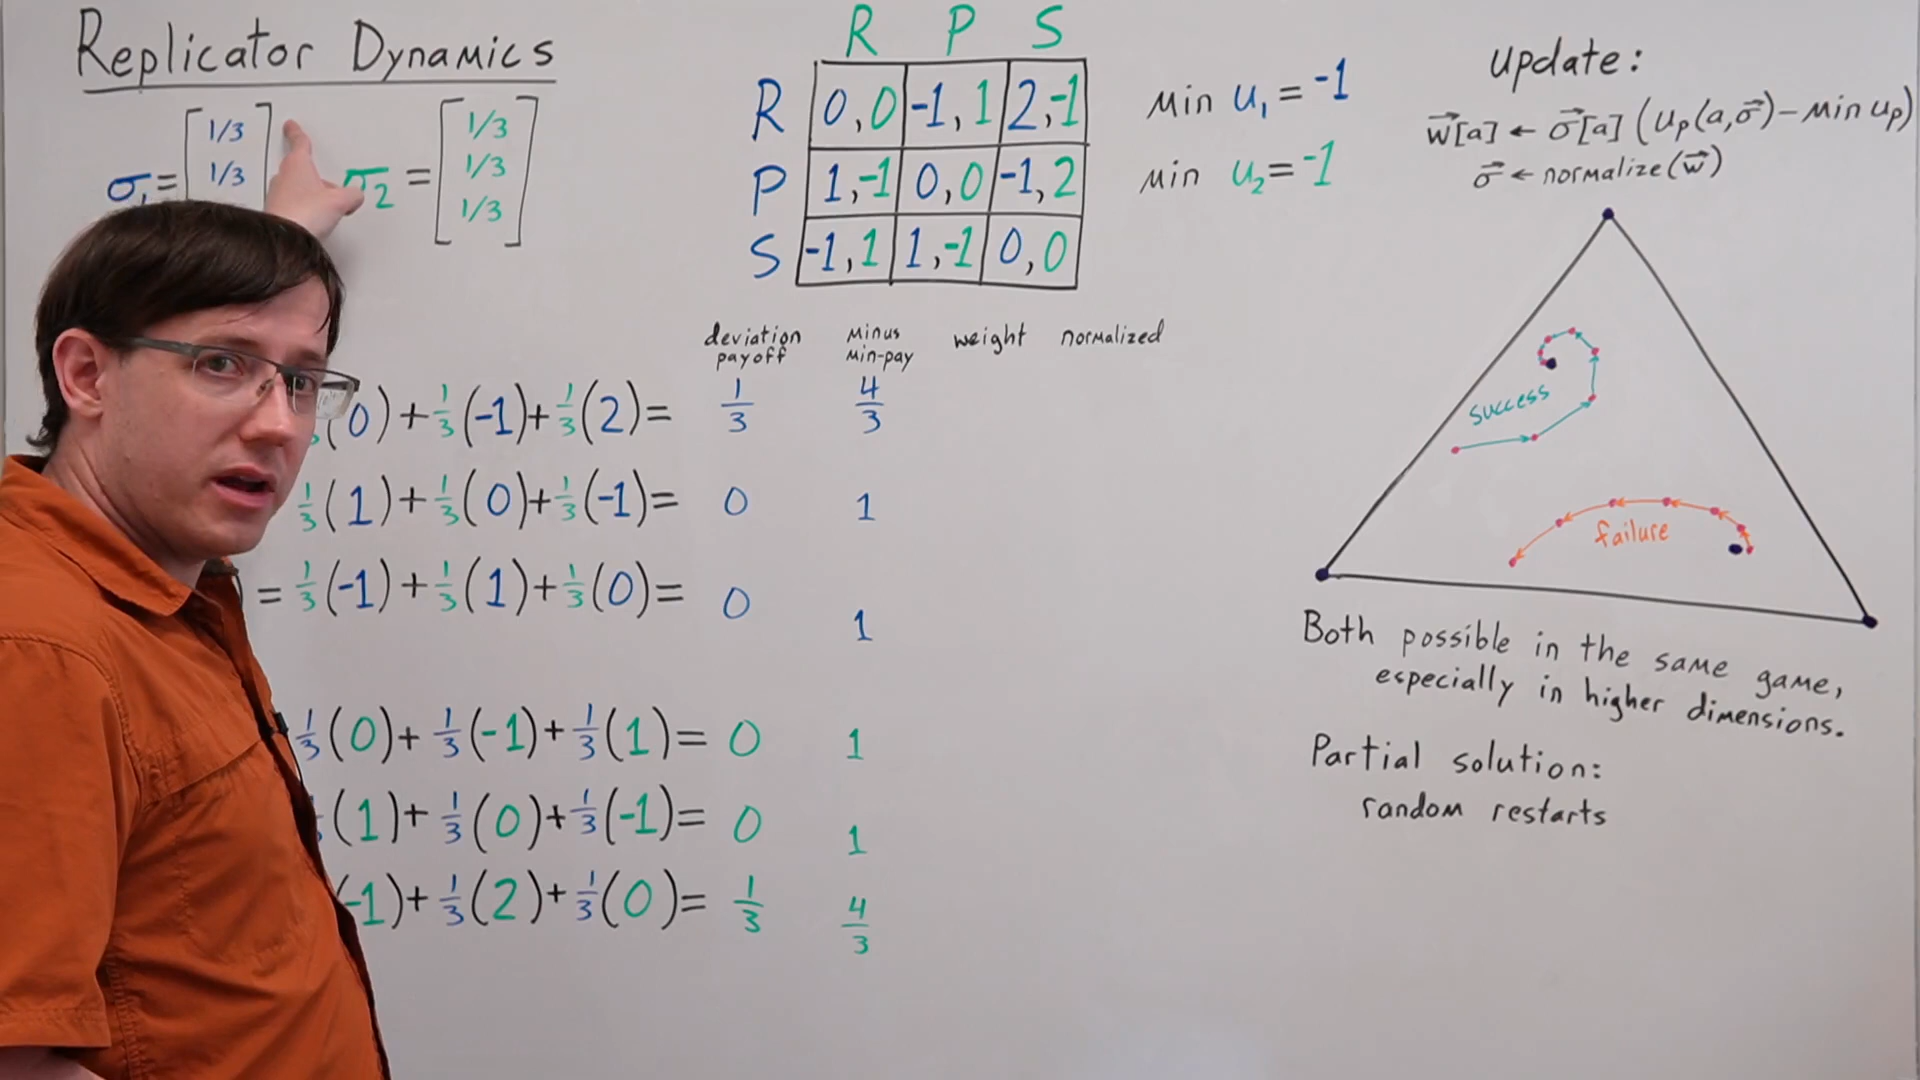 Replicator Dynamics
σ₁= [1/3 1/3
σ₂ = [1/3 1/3 1/3]
R P S
R 0,0 -1,1 2,-1
P 1,-1 0,0 -1,2
S -1,1 1,-1 0,0
Min u₁ = -1
Min u₂= -1
update:
w⃗[a] ← σ⃗[a] (uₚ(a,σ⃗)-Min uₚ)
σ⃗ ← normalize(w⃗)
deviation payoff
Minus Min-pay
weight
normalized
(0)+1/3(-1)+1/3(2)= 1/3 4/3
1/3(1)+1/3(0)+1/3(-1)= 0 1
= 1/3(-1)+1/3(1)+1/3(0)= 0 1
1/3(0)+1/3(-1)+1/3(1)= 0 1
(1)+1/3(0)+1/3(-1)= 0 1
-1)+1/3(2)+1/3(0)= 1/3 4/3
success
failure
Both possible in the same game,
especially in higher dimensions.
Partial solution:
random restarts